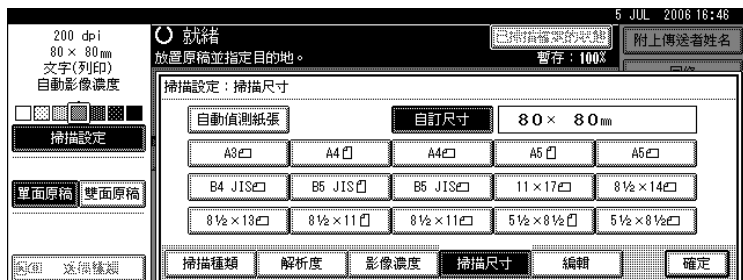 5 JUL 2006 16:46
200 dpi
80× 80㎜
文字(列印)
自動影像濃度
掃描設定
單面原稿 雙面原稿
就緒
放置原稿並指定目的地。
已掃描檔案的狀態
暫存:100%
附上傳送者姓名
掃描設定:掃描尺寸
自動偵測紙張 自訂尺寸 80× 80㎜
A3 A4 A4 A5 A5
B4 JIS B5 JIS B5 JIS 11×17 8½×14
8½×13 8½×11 8½×11 5½×8½ 5½×8½
掃描種類 解析度 影像濃度 掃描尺寸 編輯 確定